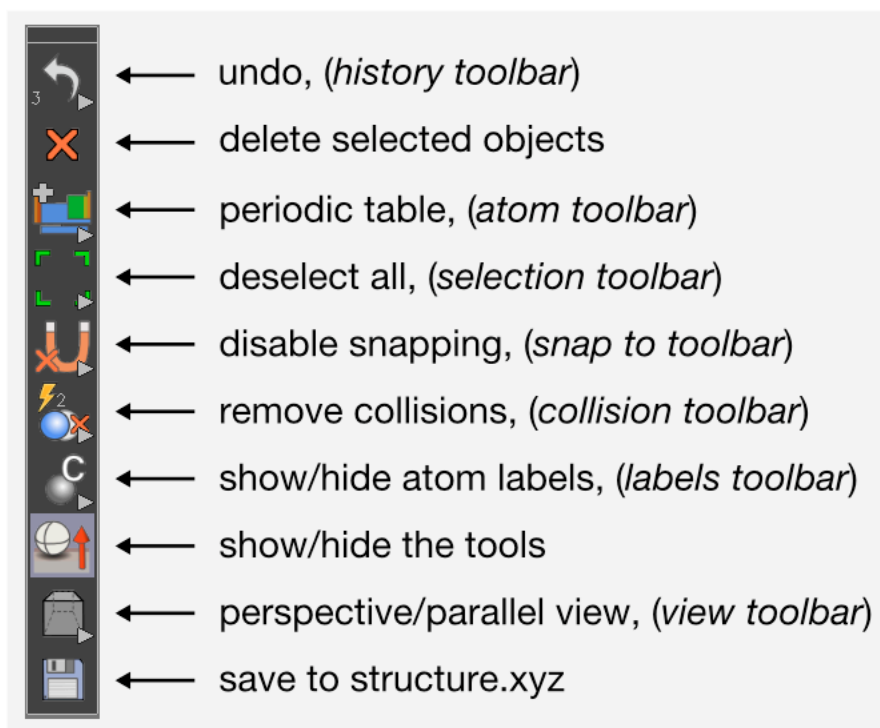 undo, (history toolbar)
3
delete selected objects
periodic table, (atom toolbar)
deselect all, (selection toolbar)
disable snapping, (snap to toolbar)
2
remove collisions, (collision toolbar)
C
show/hide atom labels, (labels toolbar)
show/hide the tools
perspective/parallel view, (view toolbar)
save to structure.xyz